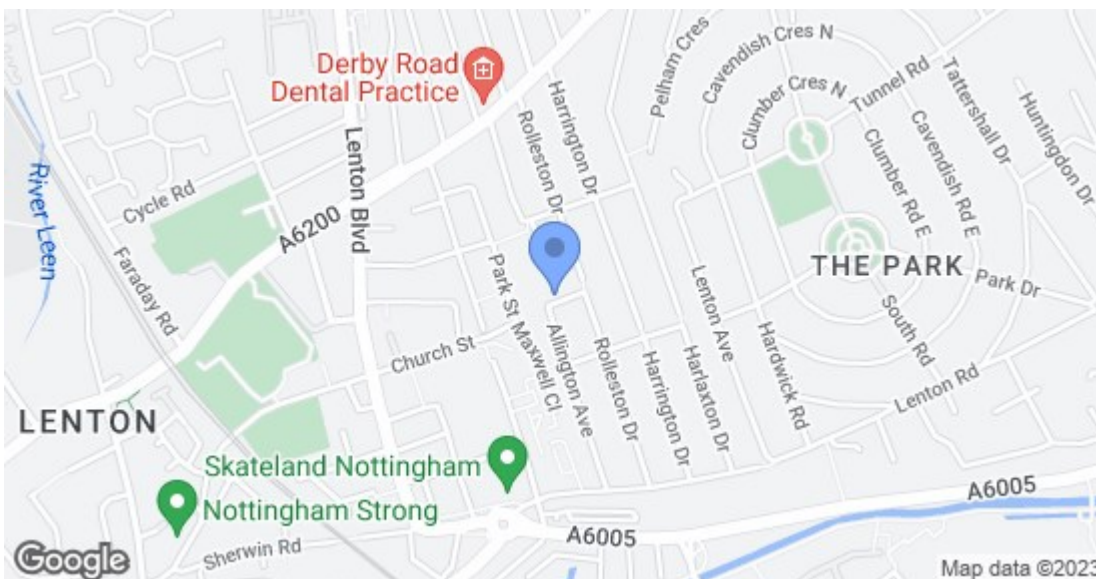 Derby Road
Dental Practice
Pelham Cres
Cavendish Cres N
Clumber Cres N
Tunnel Rd
Tattershall Dr
Huntingdon Dr
Harrington Dr
Rolleston Dr
Lenton Blvd
River Leen
Cycle Rd
A6200
Faraday Rd
Clumber Rd E
Cavendish Rd E
THE PARK
Park Dr
South Rd
Park St
Maxwell Cl
Church St
Allington Ave
Rolleston Dr
Harrington Dr
Harlaxton Dr
Lenton Ave
Hardwick Rd
Lenton Rd
LENTON
Skateland Nottingham
Nottingham Strong
Sherwin Rd
A6005
A6005
Google
Map data ©2023